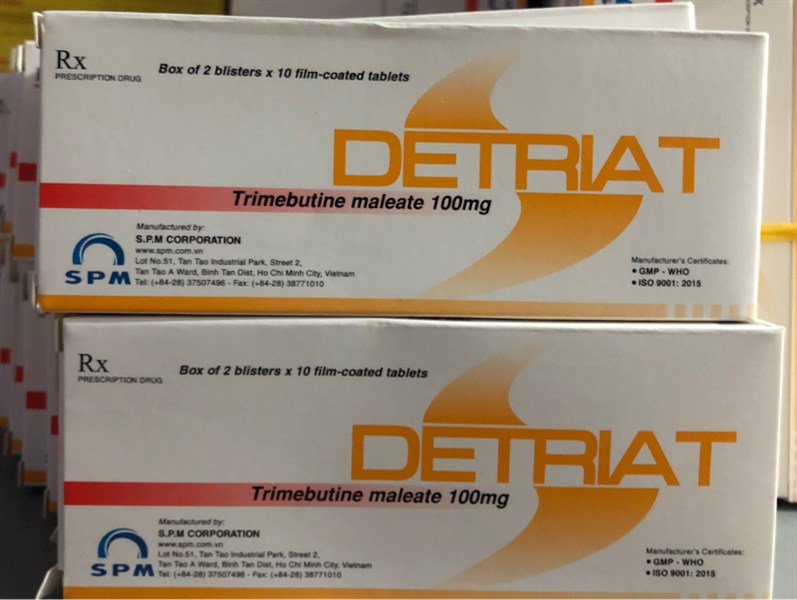 Rx
PRESCRIPTION DRUG
Box of 2 blisters x 10 film-coated tablets
DETRIAT
Trimebutine maleate 100mg
Manufactured by:
S.P.M CORPORATION
www.spm.com.vn
Lot No.51, Tan Tao Industrial Park, Street 2,
Tan Tao A Ward, Binh Tan Dist, Ho Chi Minh City, Vietnam
Tel: (+84-28) 37507496 - Fax: (+84-28) 38771010
SPM
Manufacturer's Certificates:
• GMP - WHO
• ISO 9001: 2015
Rx
PRESCRIPTION DRUG
Box of 2 blisters x 10 film-coated tablets
DETRIAT
Trimebutine maleate 100mg
Manufactured by:
S.P.M CORPORATION
www.spm.com.vn
Lot No.51, Tan Tao Industrial Park, Street 2,
Tan Tao A Ward, Binh Tan Dist, Ho Chi Minh City, Vietnam
Tel: (+84-28) 37507496 - Fax: (+84-28) 38771010
SPM
Manufacturer's Certificates:
• GMP - WHO
• ISO 9001: 2015